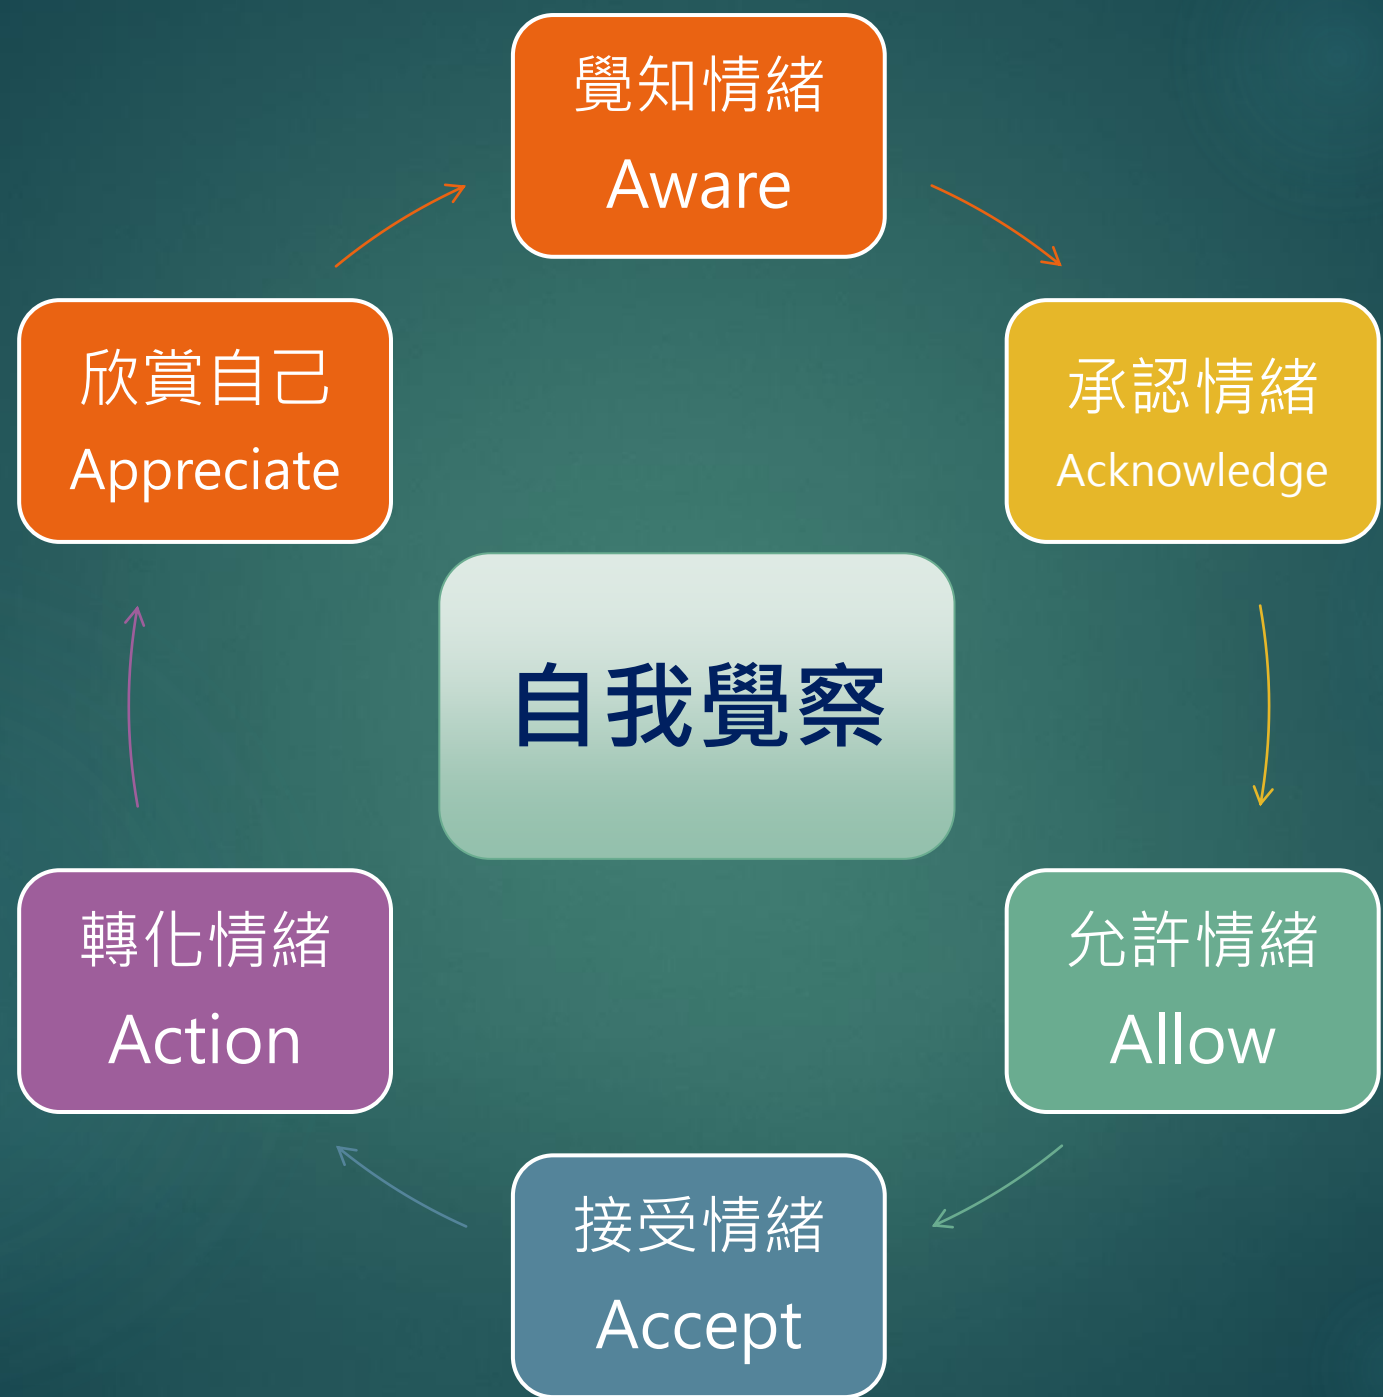 覺知情緒
Aware
承認情緒
Acknowledge
允許情緒
Allow
接受情緒
Accept
轉化情緒
Action
欣賞自己
Appreciate
自我覺察